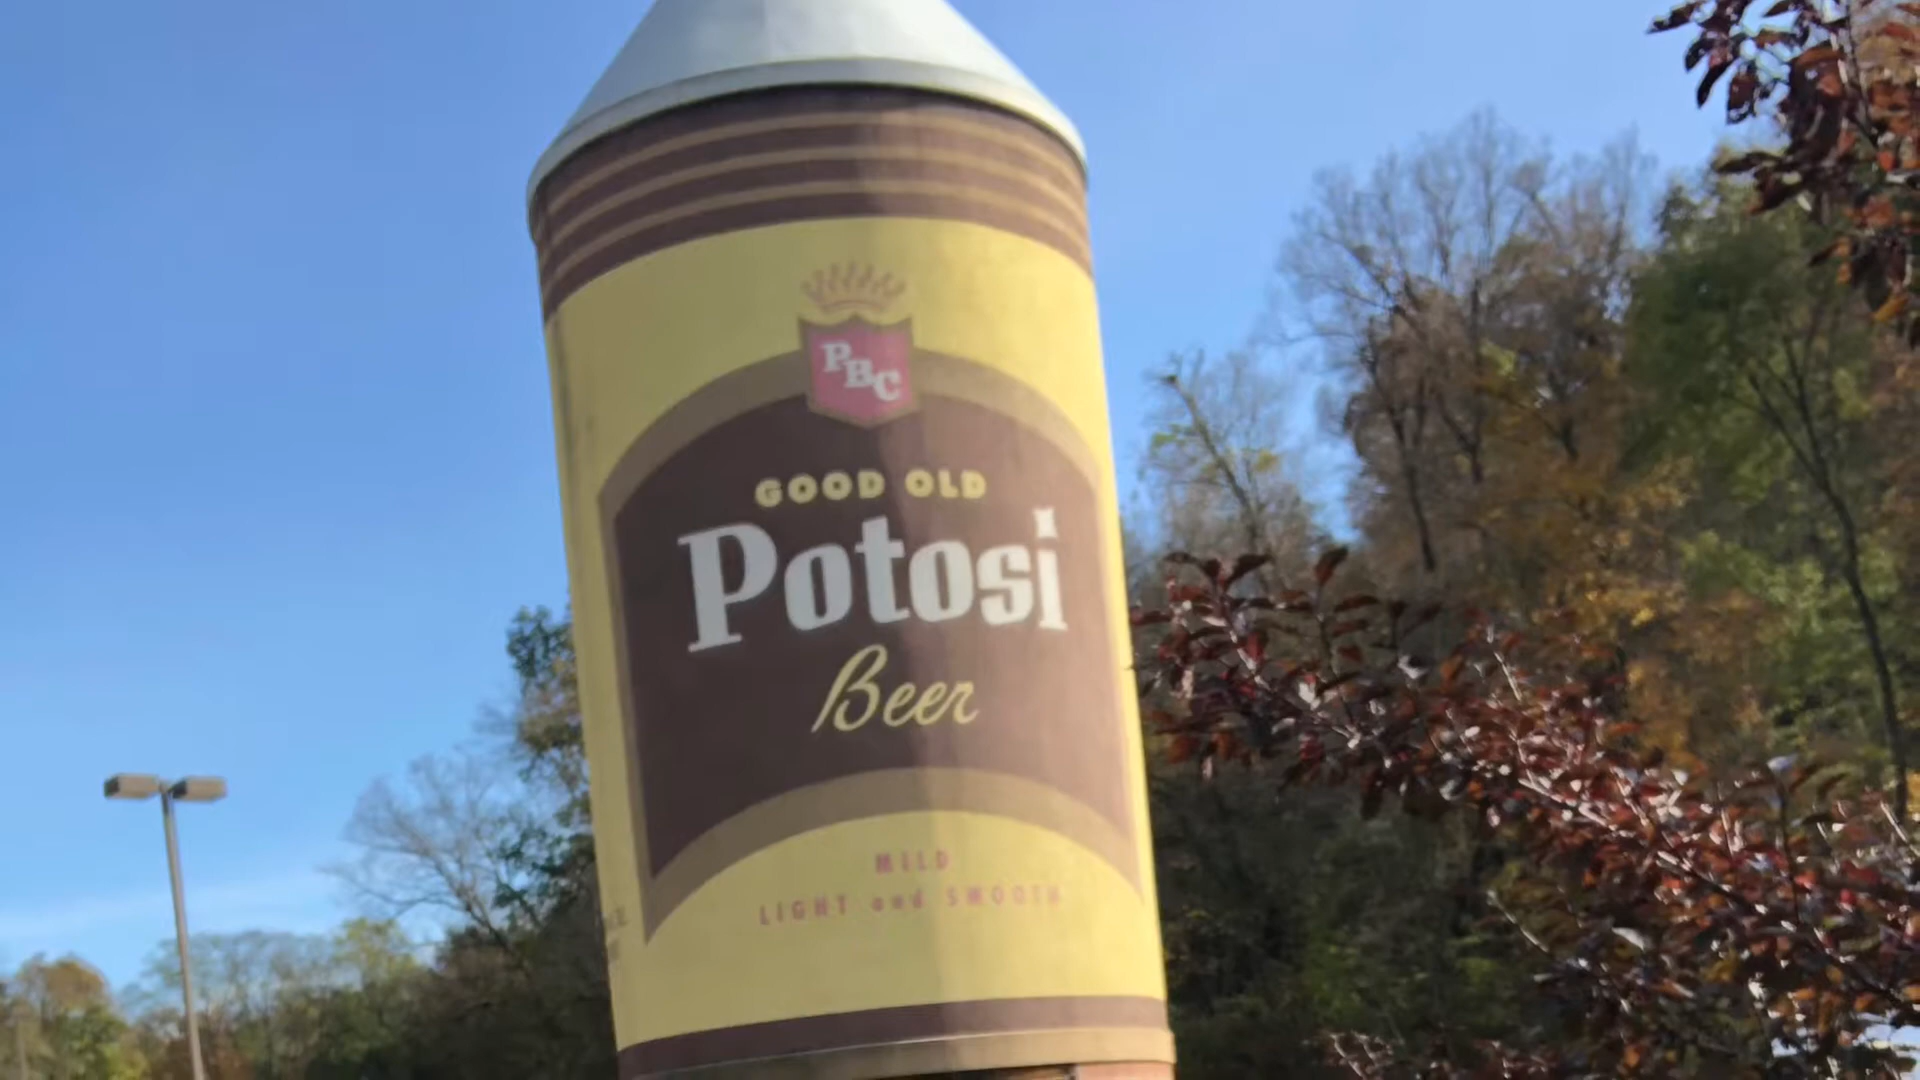 PBC
GOOD OLD
Potosi
Beer
MILD
LIGHT and SMOOTH